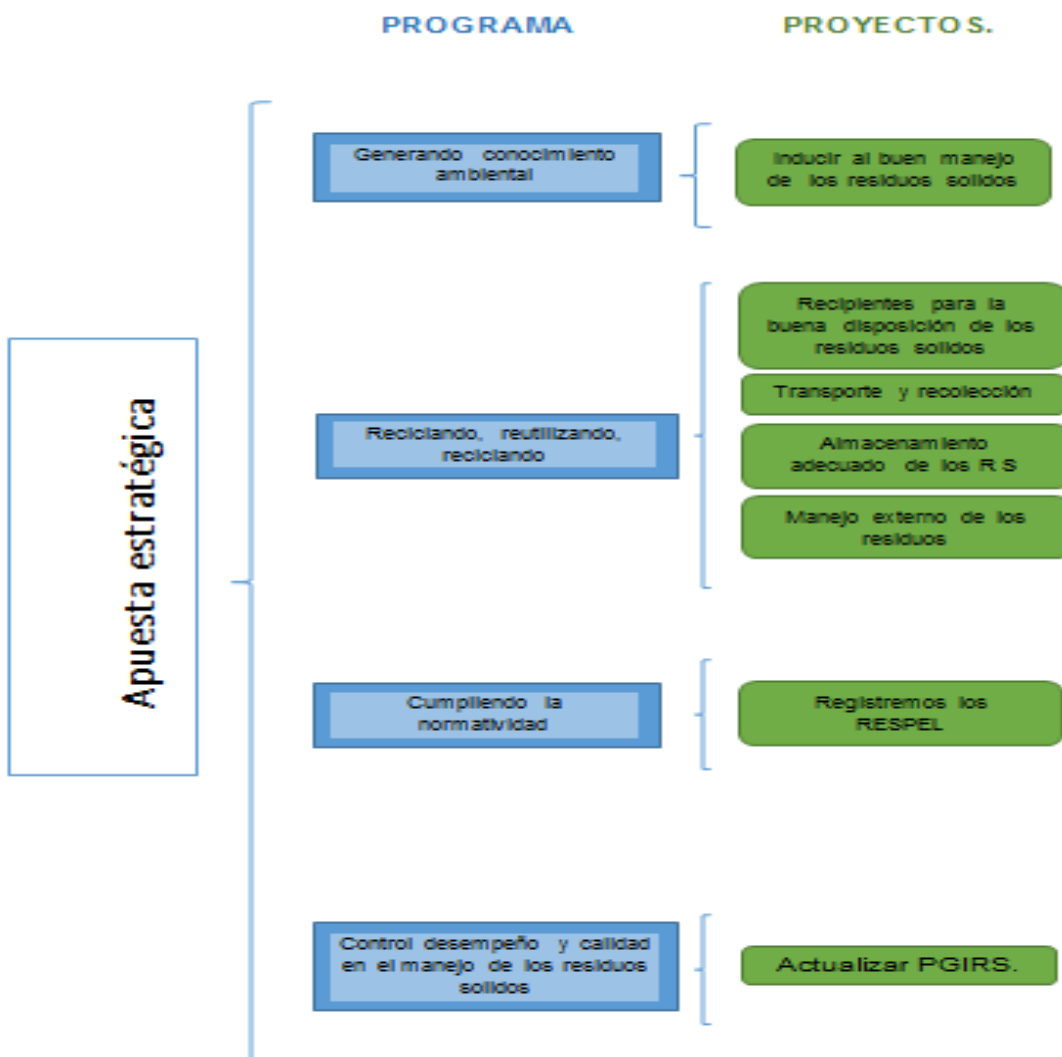 PROGRAMA
PROYECTOS.
Apuesta estratégica
Generando conocimiento
ambiental
Inducir al buen manejo
de los residuos solidos
Reciclando, reutilizando,
reciclando
Recipientes para la
buena disposición de los
residuos solidos
Transporte y recolección
Almacenamiento
adecuado de los R S
Manejo externo de los
residuos
Cumpliendo la
normatividad
Registremos los
RESPEL
Control desempeño y calidad
en el manejo de los residuos
solidos
Actualizar PGIRS.